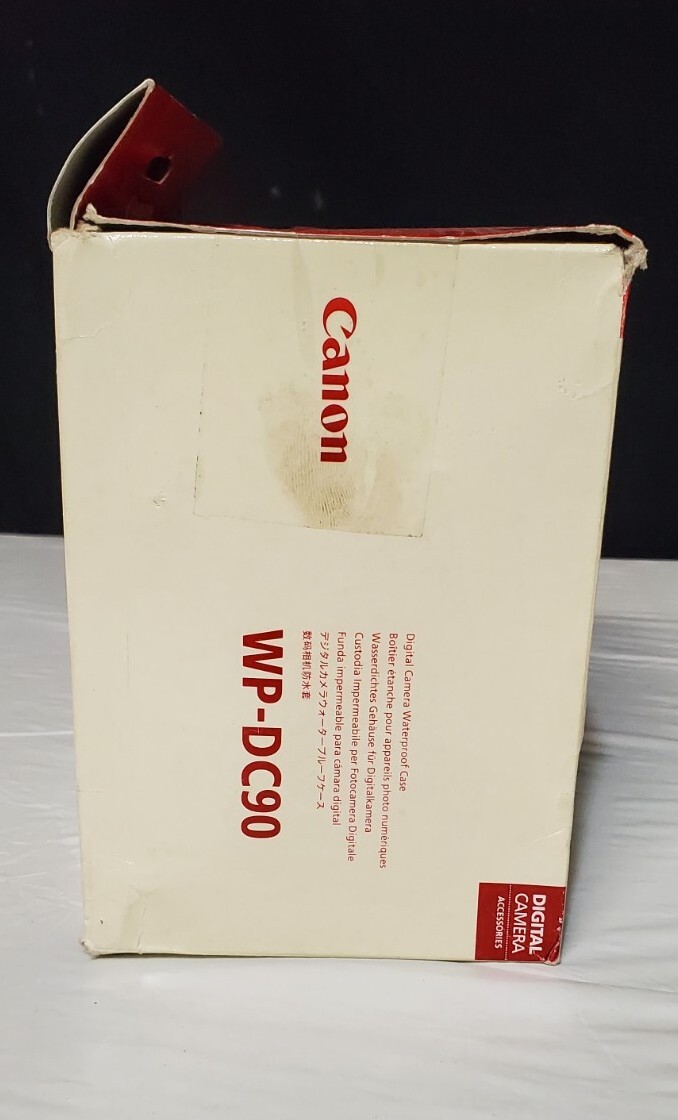 Canon
Digital Camera Waterproof Case
Boîtier étanche pour appareils photo numériques
Wasserdichtes Gehäuse für Digitalkamera
Custodia Impermeabile per Fotocamera Digitale
Funda impermeable para cámara digital
デジタルカメラウォータープルーフケース
数码相机防水套
WP-DC90
DIGITAL
CAMERA
ACCESSORIES